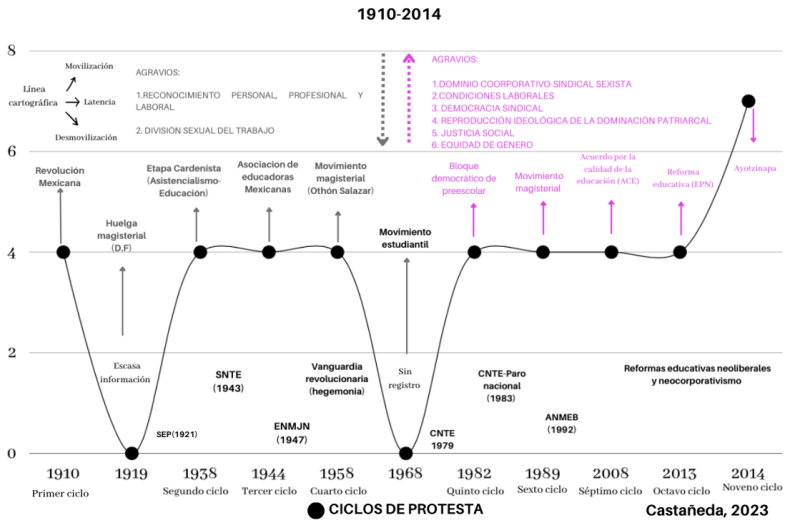 1910-2014
8
Movilización
Línea
cartográfica
Latencia
Desmovilización
AGRAVIOS:
1.RECONOCIMIENTO PERSONAL, PROFESIONAL Y
LABORAL
2. DIVISIÓN SEXUAL DEL TRABAJO
AGRAVIOS:
1.DOMINIO COORPORATIVO-SINDICAL SEXISTA
2.CONDICIONES LABORALES
3. DEMOCRACIA SINDICAL
4. REPRODUCCIÓN IDEOLÓGICA DE LA DOMINACIÓN PATRIARCAL
5. JUSTICIA SOCIAL
6. EQUIDAD DE GÉNERO
6
Revolución
Mexicana
Huelga
magisterial
(D.F)
Etapa Cardenista
(Asistencialismo-
Educación)
Asociacion de
educadoras
Mexicanas
Movimiento
magisterial
(Othón Salazar)
Movimiento
estudiantil
Bloque
democrático de
preescolar
Movimiento
magisterial
Acuerdo por la
calidad de la
educación (ACE)
Reforma
educativa (EPN)
Ayotzinapa
4
2
Escasa
información
SEP(1921)
SNTE
(1943)
ENMJN
(1947)
Vanguardia
revolucionaria
(hegemonia)
Sin
registro
CNTE
1979
CNTE-Paro
nacional
(1983)
ANMEB
(1992)
Reformas educativas neoliberales
y neocorporativismo
0
1910
Primer ciclo
1919
1938
Segundo ciclo
1944
Tercer ciclo
1958
Cuarto ciclo
1968
1982
Quinto ciclo
1989
Sexto ciclo
2008
Séptimo ciclo
2013
Octavo ciclo
2014
Noveno ciclo
CICLOS DE PROTESTA
Castañeda, 2023